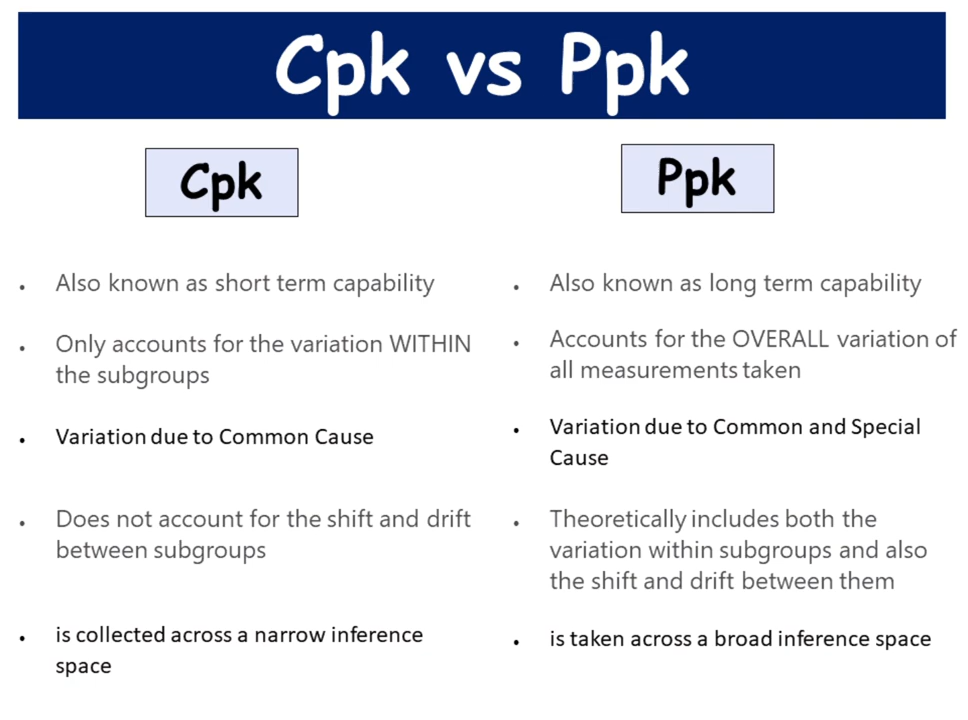 Cpk vs Ppk
Cpk
• Also known as short term capability
• Only accounts for the variation WITHIN
the subgroups
• Variation due to Common Cause
• Does not account for the shift and drift
between subgroups
• is collected across a narrow inference
space
Ppk
• Also known as long term capability
• Accounts for the OVERALL variation of
all measurements taken
• Variation due to Common and Special
Cause
• Theoretically includes both the
variation within subgroups and also
the shift and drift between them
• is taken across a broad inference space